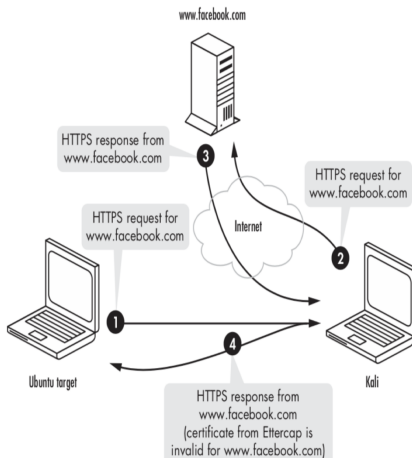 www.facebook.com
HTTPS response from
www.facebook.com
3
HTTPS request for
www.facebook.com
2
Internet
HTTPS request for
www.facebook.com
1
4
Ubuntu target
Kali
HTTPS response from
www.facebook.com
(certificate from Ettercap is
invalid for www.facebook.com)